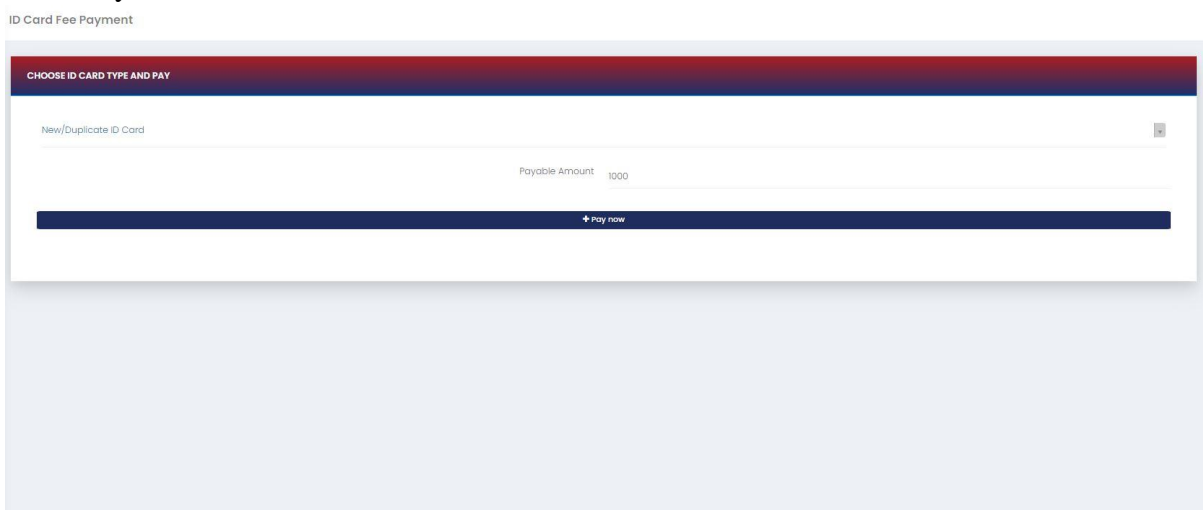 ID Card Fee Payment
CHOOSE ID CARD TYPE AND PAY
New/Duplicate ID Card
Payable Amount 1000
+ Pay now